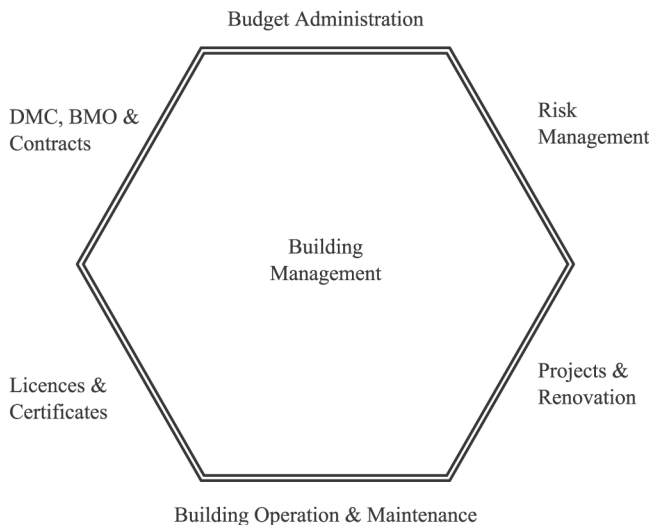 Budget Administration
DMC, BMO &
Contracts
Risk
Management
Building
Management
Licences &
Certificates
Projects &
Renovation
Building Operation & Maintenance